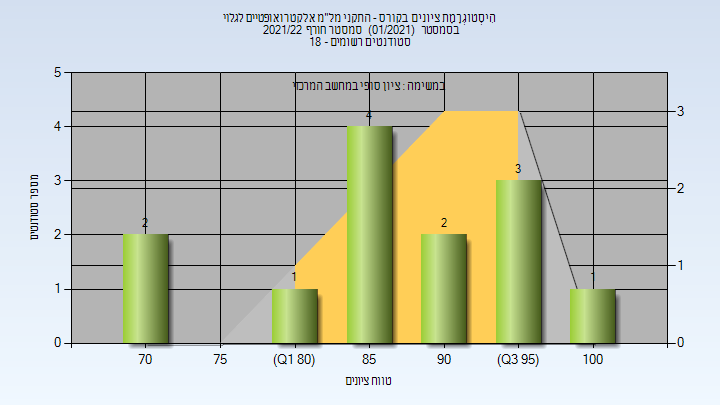 היסטוגרמת ציונים בקורס - התקני מל"מ אלקטרואופטיים לגלוי
בסמסטר (01/2021) סמסטר חורף 2021/22
סטודנטים רשומים - 18
במשימה : ציון סופי במחשב המרכזי
מספר סטודנטים
5
4
3
2
1
0
3
2
1
0
2
1
4
2
3
1
70
75
(Q1 80)
85
90
(Q3 95)
100
טווח ציונים